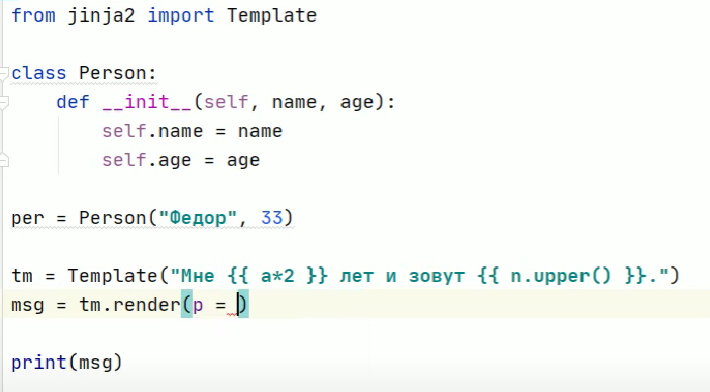 from jinja2 import Template
class Person:
def __init__(self, name, age):
self.name = name
self.age = age
per = Person("Федор", 33)
tm = Template("Мне {{ a*2 }} лет и зовут {{ n.upper() }}.")
msg = tm.render(p = )
print(msg)